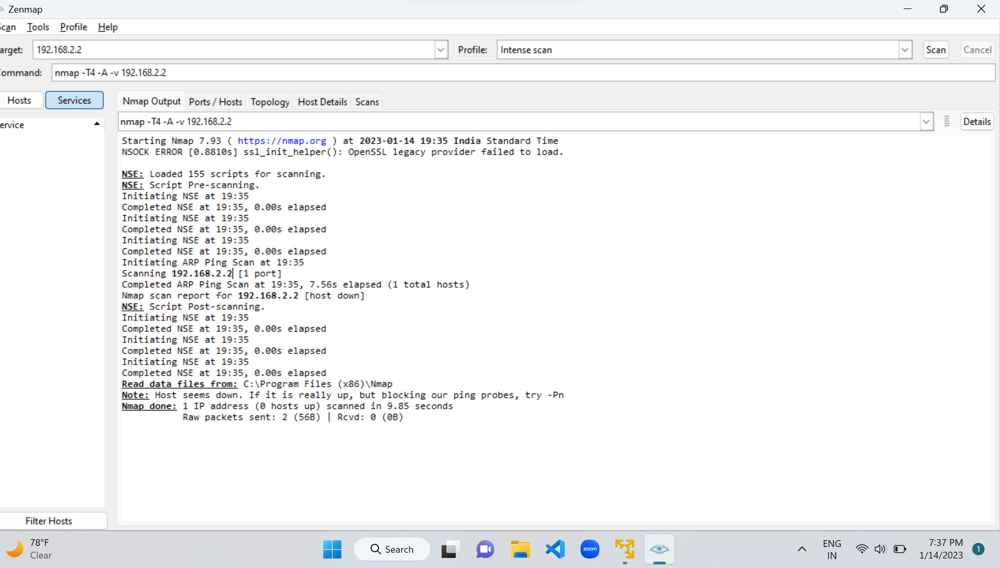 Zenmap
Scan Tools Profile Help
Target: 192.168.2.2 Profile: Intense scan Scan Cancel
Command: nmap -T4 -A -v 192.168.2.2
Hosts Services Nmap Output Ports / Hosts Topology Host Details Scans
Service nmap -T4 -A -v 192.168.2.2 Details
Starting Nmap 7.93 ( https://nmap.org ) at 2023-01-14 19:35 India Standard Time
NSOCK ERROR [0.8810s] ssl_init_helper(): OpenSSL legacy provider failed to load.
NSE: Loaded 155 scripts for scanning.
NSE: Script Pre-scanning.
Initiating NSE at 19:35
Completed NSE at 19:35, 0.00s elapsed
Initiating NSE at 19:35
Completed NSE at 19:35, 0.00s elapsed
Initiating NSE at 19:35
Completed NSE at 19:35, 0.00s elapsed
Initiating ARP Ping Scan at 19:35
Scanning 192.168.2.2 [1 port]
Completed ARP Ping Scan at 19:35, 7.56s elapsed (1 total hosts)
Nmap scan report for 192.168.2.2 [host down]
NSE: Script Post-scanning.
Initiating NSE at 19:35
Completed NSE at 19:35, 0.00s elapsed
Initiating NSE at 19:35
Completed NSE at 19:35, 0.00s elapsed
Initiating NSE at 19:35
Completed NSE at 19:35, 0.00s elapsed
Read data files from: C:\Program Files (x86)\Nmap
Note: Host seems down. If it is really up, but blocking our ping probes, try -Pn
Nmap done: 1 IP address (0 hosts up) scanned in 9.85 seconds
Raw packets sent: 2 (56B) | Rcvd: 0 (0B)
Filter Hosts
78°F
Clear
Search
zoom
ENG
IN
7:37 PM
1/14/2023
1